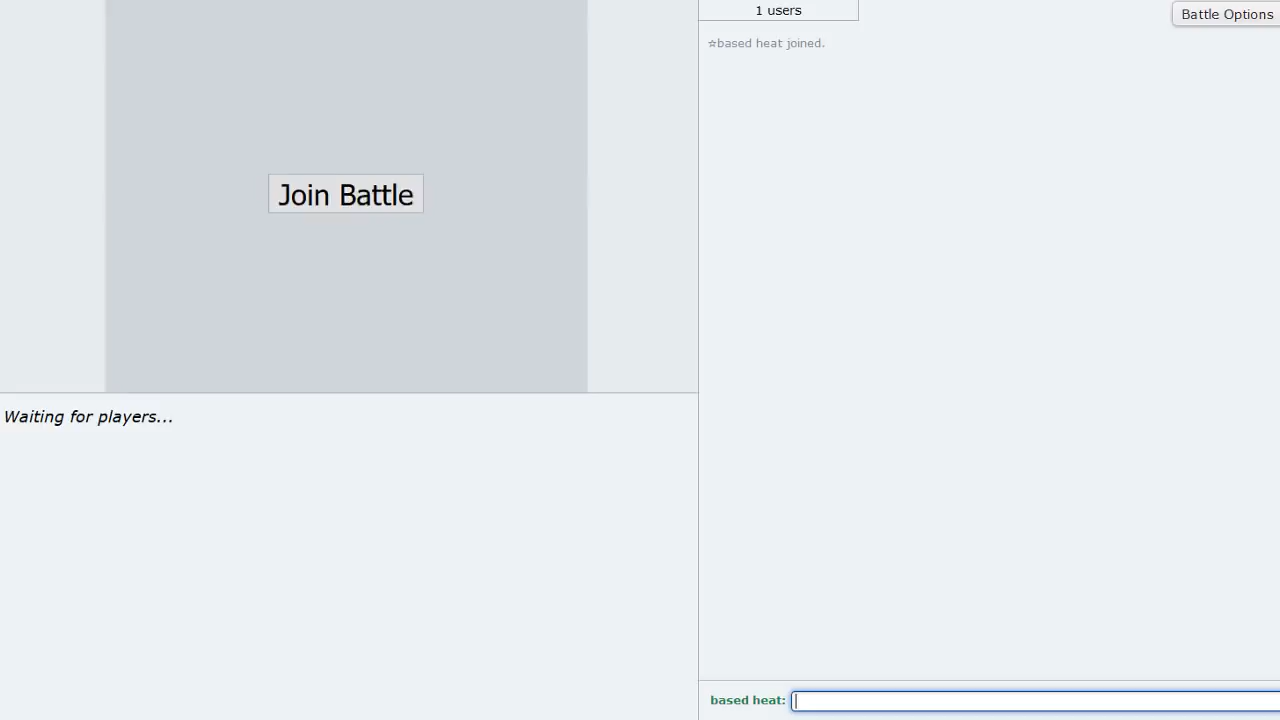 1 users
Battle Options
☆based heat joined.
Join Battle
Waiting for players...
based heat: